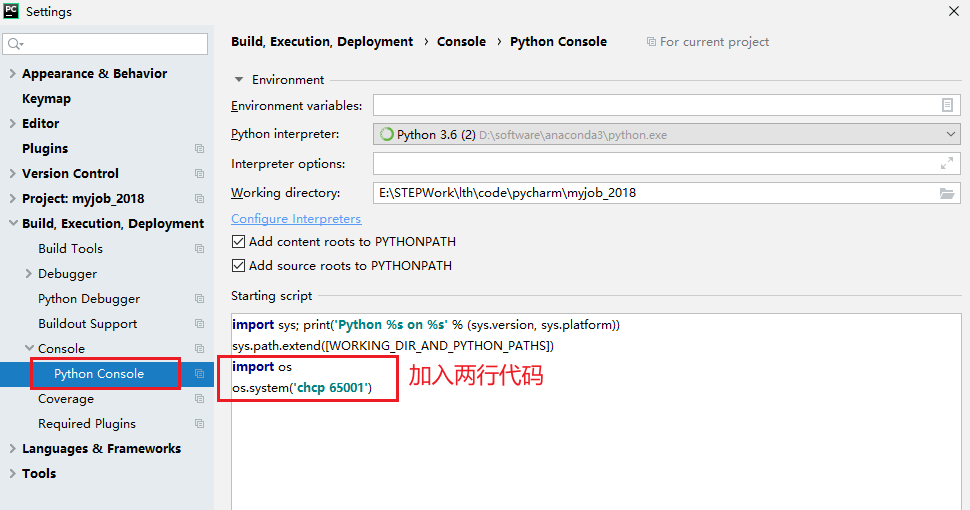 PC Settings
Build, Execution, Deployment › Console › Python Console For current project
Appearance & Behavior
Keymap
Editor
Plugins
Version Control
Project: myjob_2018
Build, Execution, Deployment
Build Tools
Debugger
Python Debugger
Buildout Support
Console
Python Console
Coverage
Required Plugins
Languages & Frameworks
Tools
Environment
Environment variables:
Python interpreter: Python 3.6 (2) D:\software\anaconda3\python.exe
Interpreter options:
Working directory: E:\STEPWork\lth\code\pycharm\myjob_2018
Configure Interpreters
Add content roots to PYTHONPATH
Add source roots to PYTHONPATH
Starting script
import sys; print('Python %s on %s' % (sys.version, sys.platform))
sys.path.extend([WORKING_DIR_AND_PYTHON_PATHS])
import os
os.system('chcp 65001')
加入两行代码